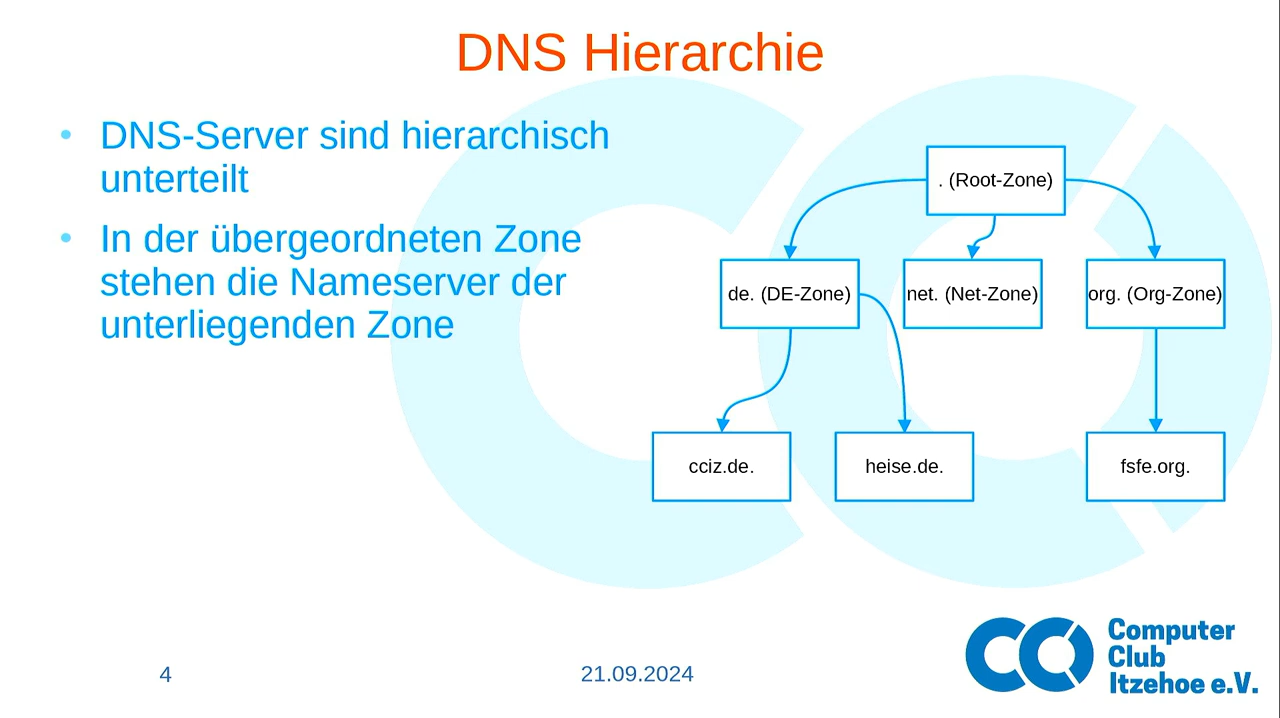 DNS Hierarchie
• DNS-Server sind hierarchisch
unterteilt
• In der übergeordneten Zone
stehen die Nameserver der
unterliegenden Zone
. (Root-Zone)
de. (DE-Zone)
net. (Net-Zone)
org. (Org-Zone)
cciz.de.
heise.de.
fsfe.org.
4
21.09.2024
Computer
Club
Itzehoe e.V.